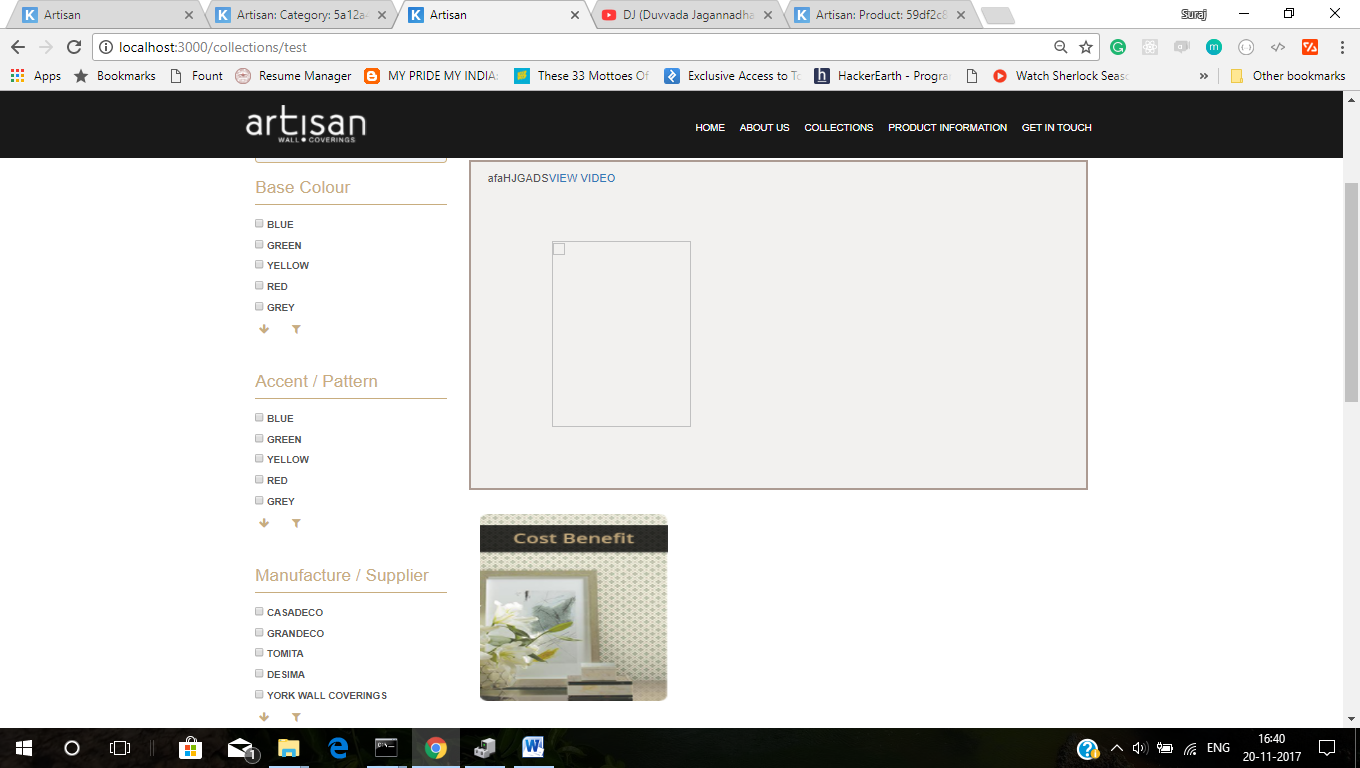 Artisan
Artisan: Category: 5a12a4
Artisan
DJ (Duvvada Jagannadha
Artisan: Product: 59df2c8
Suraj
localhost:3000/collections/test
Apps
Bookmarks
Fount
Resume Manager
MY PRIDE MY INDIA:
These 33 Mottoes Of
Exclusive Access to To
HackerEarth - Progra
Watch Sherlock Seas
»
Other bookmarks
artisan
WALL • COVERINGS
HOME ABOUT US COLLECTIONS PRODUCT INFORMATION GET IN TOUCH
Base Colour
BLUE
GREEN
YELLOW
RED
GREY
Accent / Pattern
BLUE
GREEN
YELLOW
RED
GREY
Manufacture / Supplier
CASADECO
GRANDECO
TOMITA
DESIMA
YORK WALL COVERINGS
afaHJGADSVIEW VIDEO
Cost Benefit
1
ENG
16:40
20-11-2017